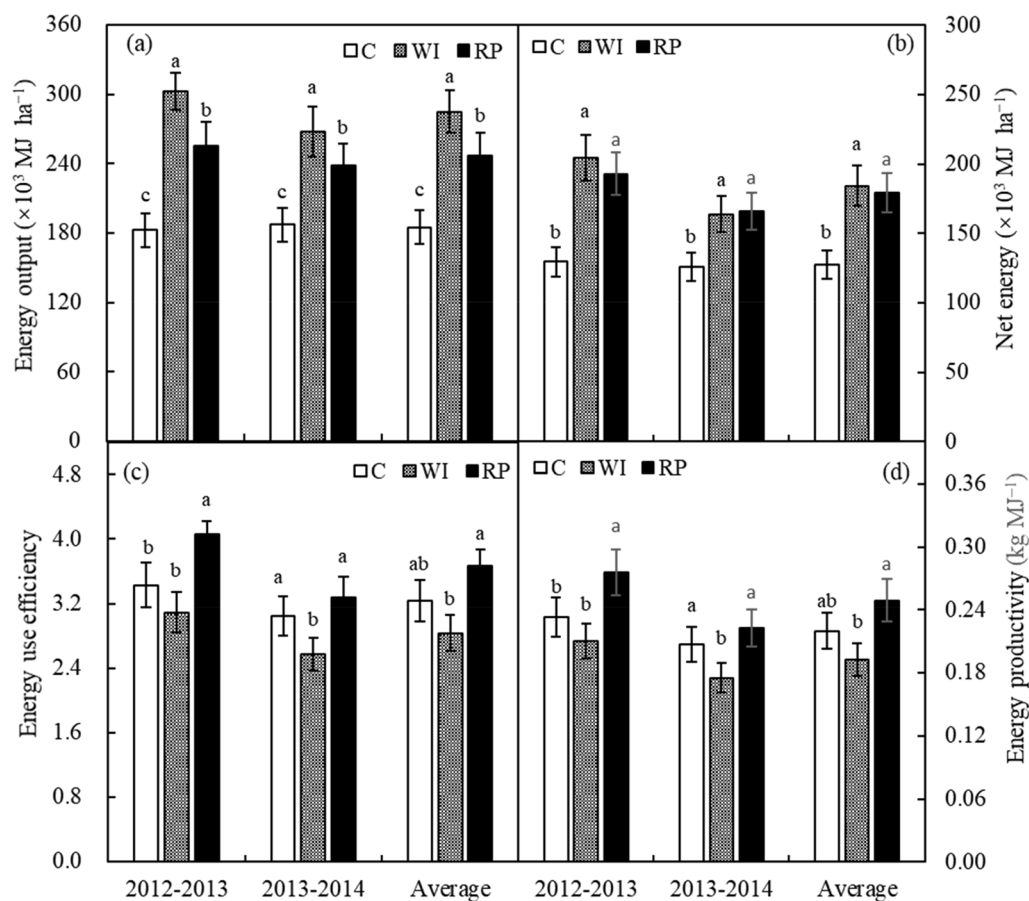 (a)
C WI RP
Energy output (×10³ MJ ha⁻¹)
360
300
240
180
120
60
0
c a b
c a b
c a b
(b)
C WI RP
Net energy (×10³ MJ ha⁻¹)
300
250
200
150
100
50
0
b a a
b a a
b a a
(c)
C WI RP
Energy use efficiency
4.8
4.0
3.2
2.4
1.6
0.8
0.0
b b a
a b a
ab b a
2012-2013 2013-2014 Average
(d)
C WI RP
Energy productivity (kg MJ⁻¹)
0.36
0.30
0.24
0.18
0.12
0.06
0.00
b b a
a b a
ab b a
2012-2013 2013-2014 Average